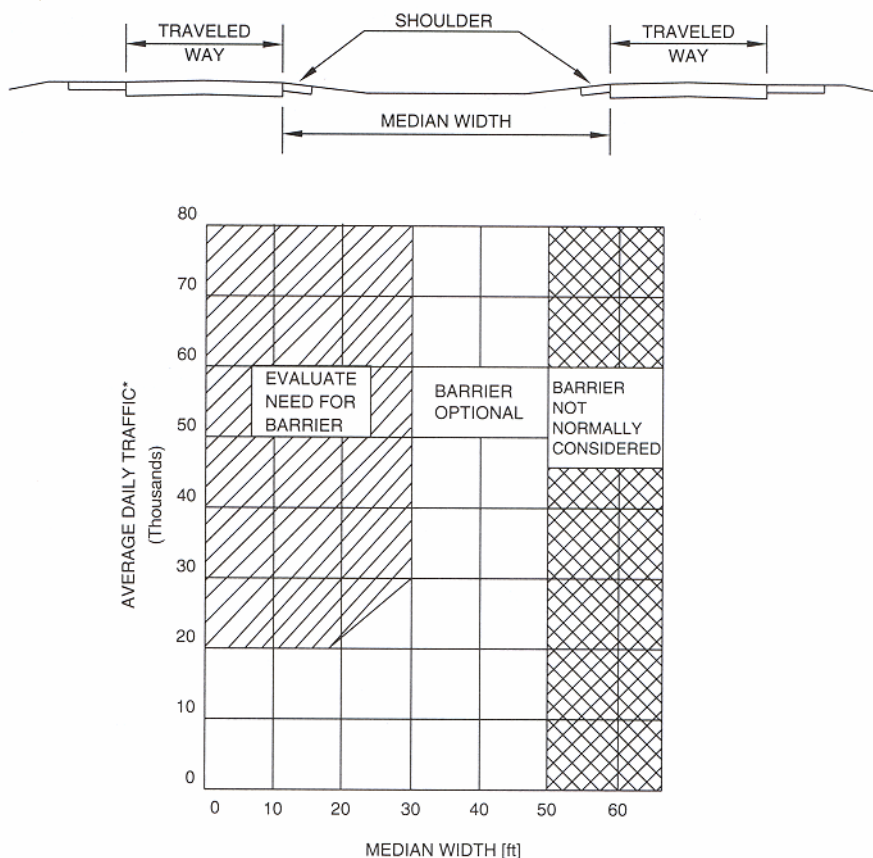 TRAVELED
WAY
SHOULDER
TRAVELED
WAY
MEDIAN WIDTH
AVERAGE DAILY TRAFFIC*
(Thousands)
80
70
60
50
40
30
20
10
0
EVALUATE
NEED FOR
BARRIER
BARRIER
OPTIONAL
BARRIER
NOT
NORMALLY
CONSIDERED
0 10 20 30 40 50 60
MEDIAN WIDTH [ft]